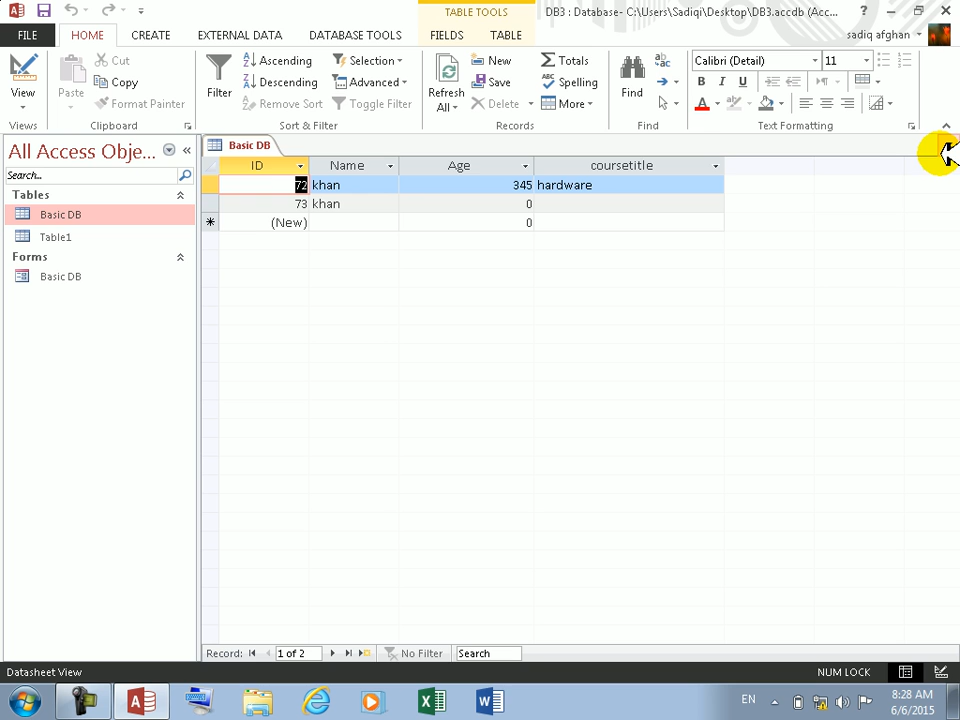 TABLE TOOLS
DB3 : Database- C:\Users\Sadiqi\Desktop\DB3.accdb (Acc...
?
FILE HOME CREATE EXTERNAL DATA DATABASE TOOLS FIELDS TABLE
sadiq afghan
View
Views
Paste
Cut
Copy
Format Painter
Clipboard
Filter
Ascending
Descending
Remove Sort
Selection
Advanced
Toggle Filter
Sort & Filter
Refresh
All
New
Save
Delete
Totals
Spelling
More
Records
Find
Find
Calibri (Detail) 11
B I U
A
Text Formatting
All Access Obje...
Search...
Tables
Basic DB
Table1
Forms
Basic DB
Basic DB
ID Name Age coursetitle
72 khan 345 hardware
73 khan 0
(New) 0
Record: 1 of 2 No Filter Search
Datasheet View
NUM LOCK
EN
8:28 AM
6/6/2015